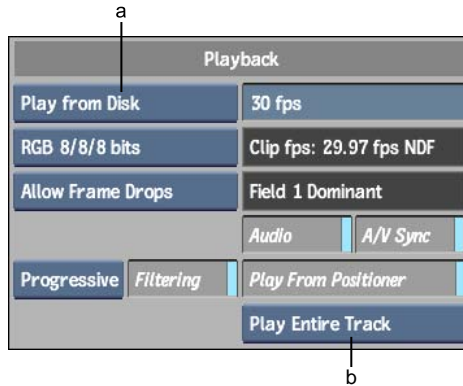 a
Playback
Play from Disk
30 fps
RGB 8/8/8 bits
Clip fps: 29.97 fps NDF
Allow Frame Drops
Field 1 Dominant
Audio
A/V Sync
Progressive
Filtering
Play From Positioner
Play Entire Track
b